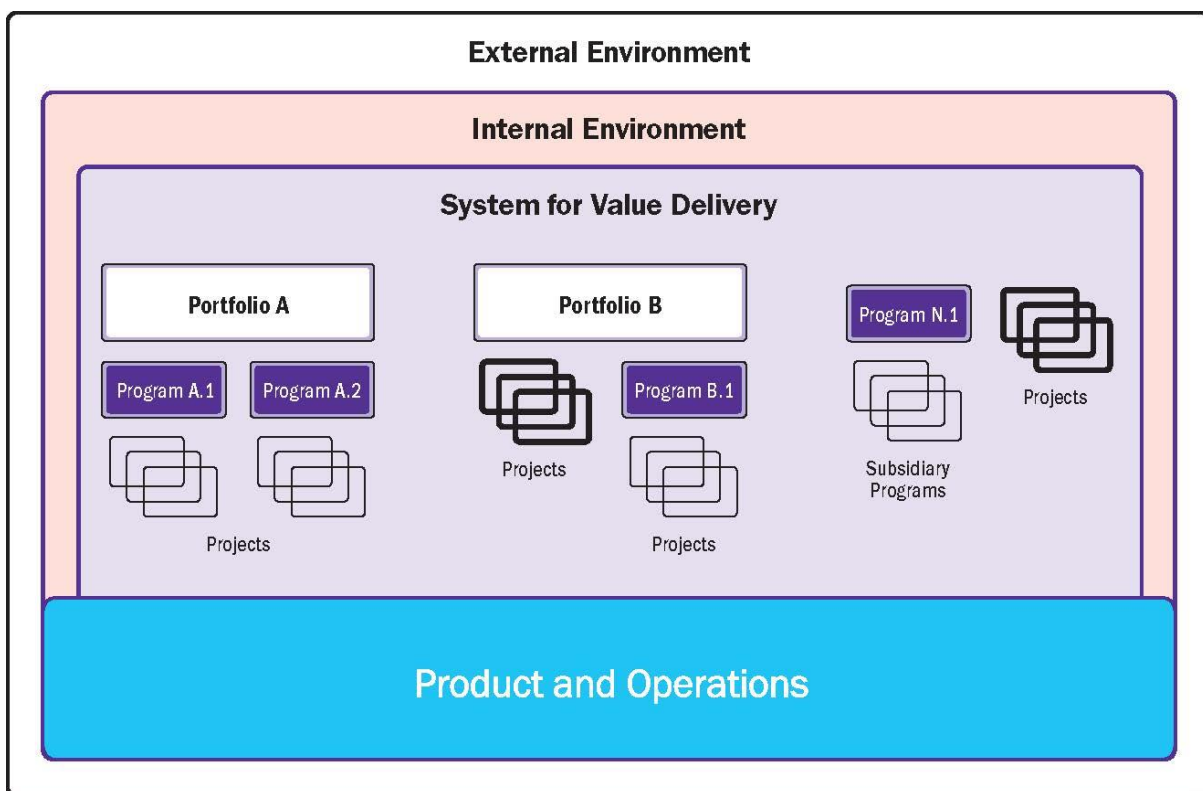 External Environment
Internal Environment
System for Value Delivery
Portfolio A
Portfolio B
Program N.1
Projects
Program A.1
Program A.2
Projects
Program B.1
Subsidiary
Programs
Projects
Projects
Product and Operations